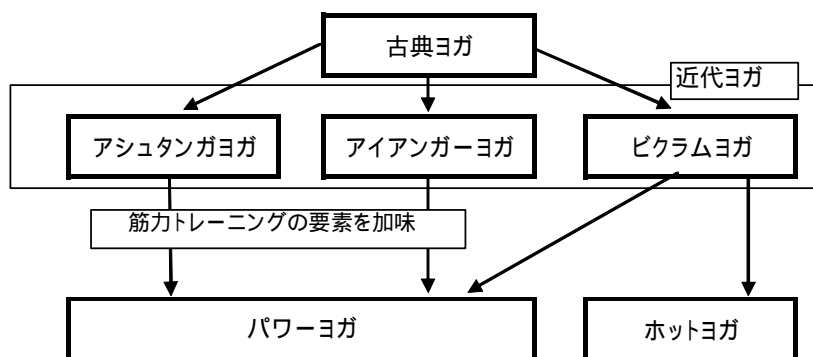 古典ヨガ
近代ヨガ
アシュタンガヨガ
アイアンガーヨガ
ビクラムヨガ
筋力トレーニングの要素を加味
パワーヨガ
ホットヨガ